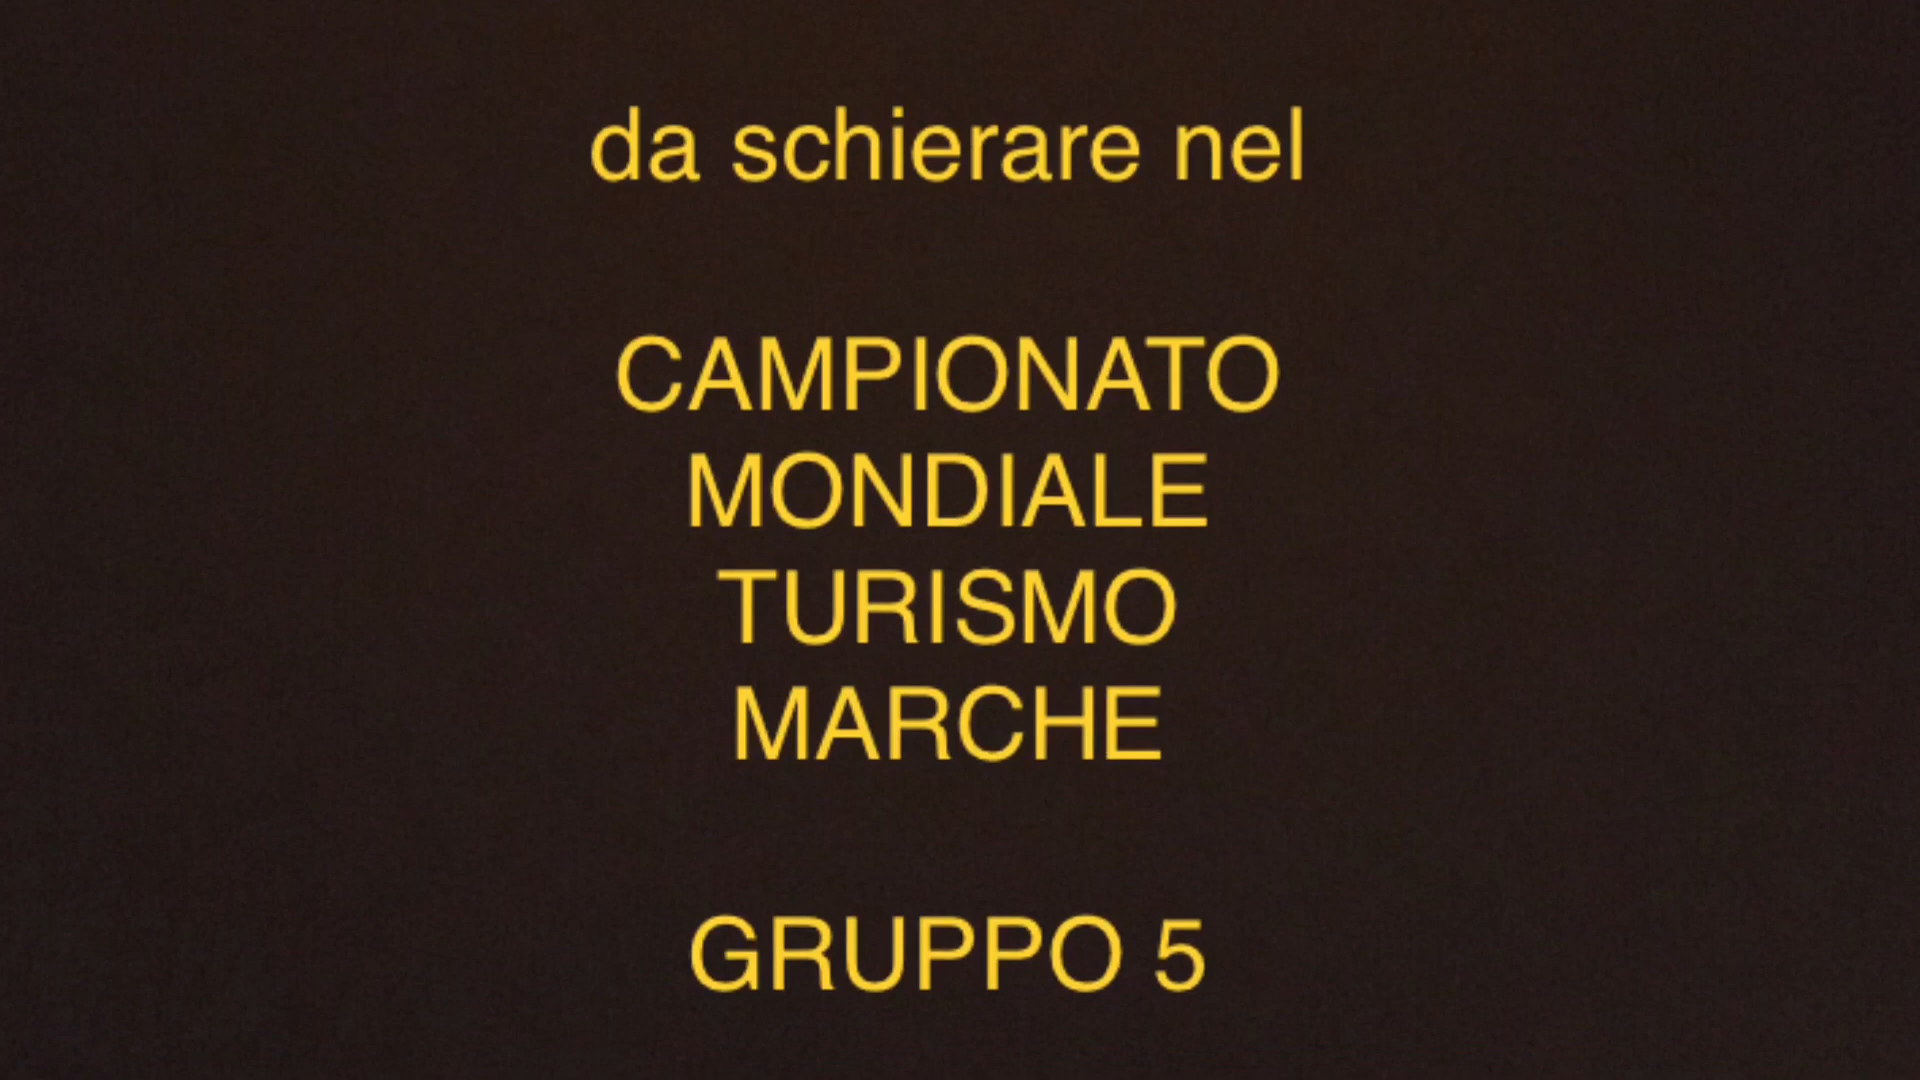 da schierare nel
CAMPIONATO
MONDIALE
TURISMO
MARCHE
GRUPPO 5